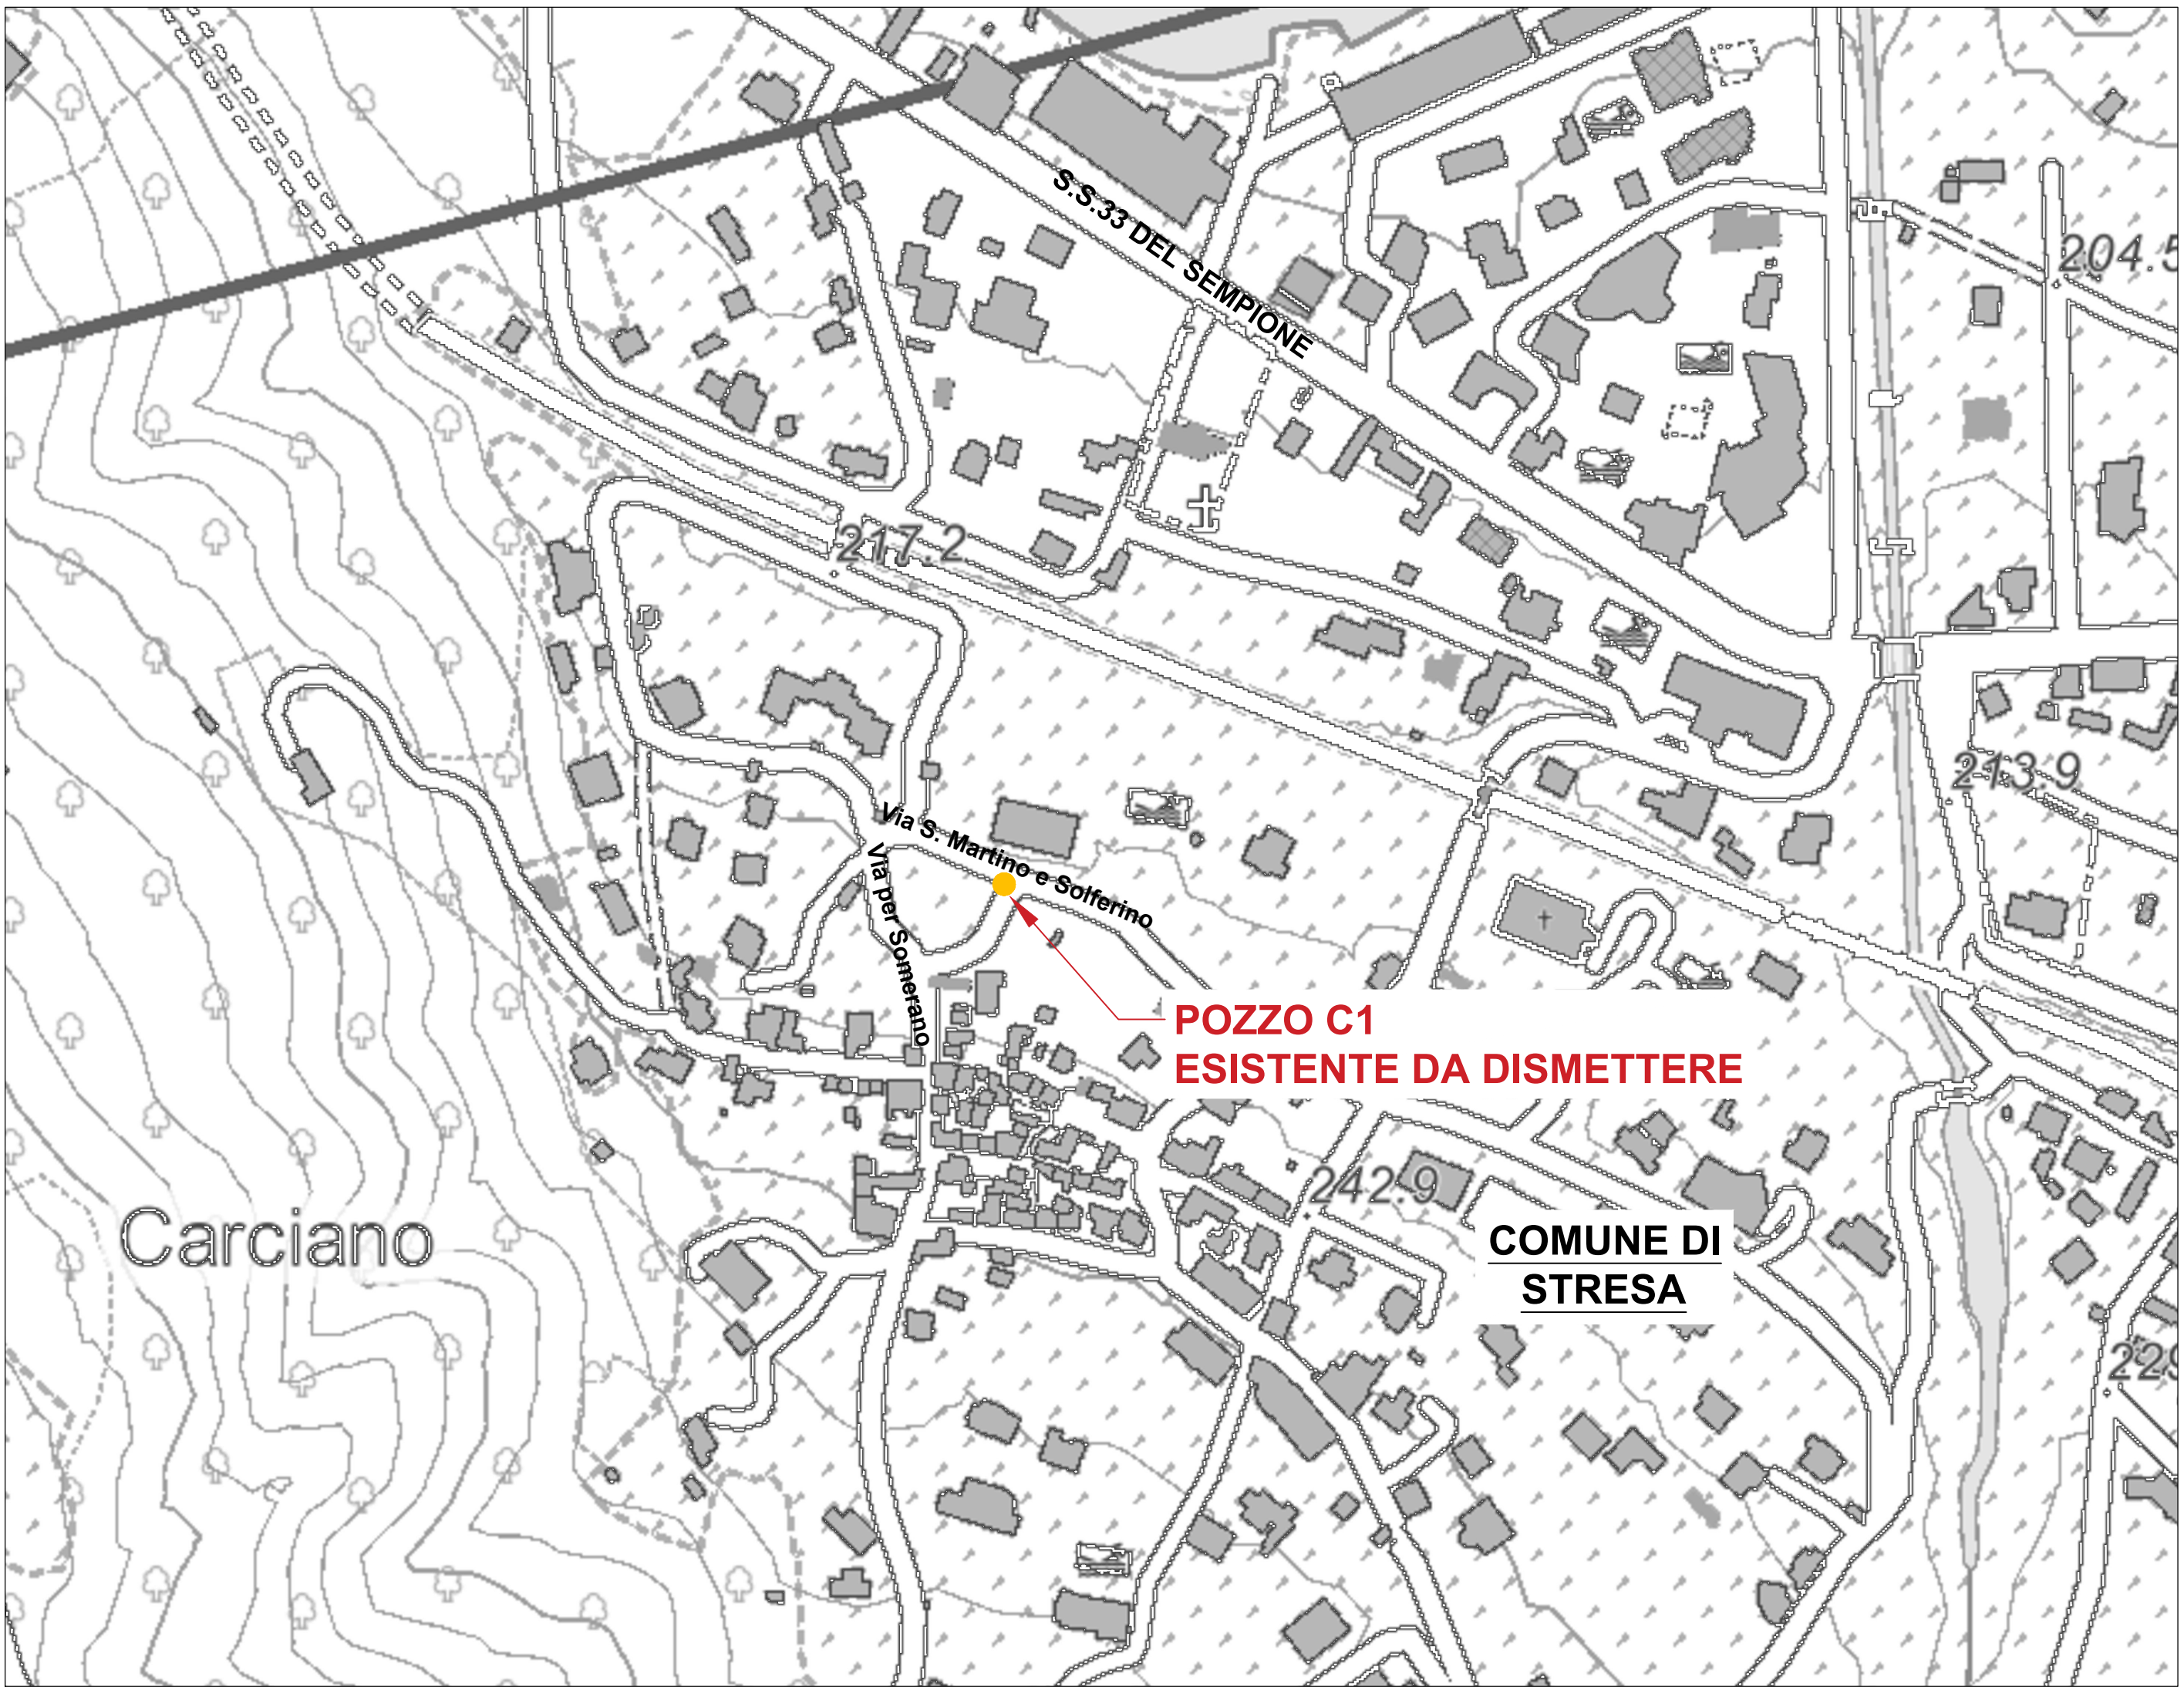 S.S.33 DEL SEMPIONE
204.5
217.2
213.9
Via S. Martino e Solferino
Via per Somerano
POZZO C1
ESISTENTE DA DISMETTERE
242.9
Carciano
COMUNE DI
STRESA